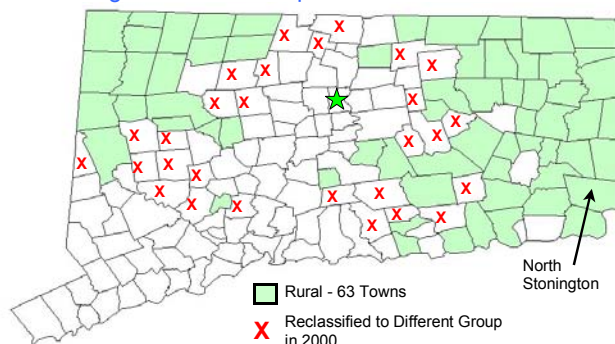 North
Stonington
Rural - 63 Towns
X Reclassified to Different Group
in 2000